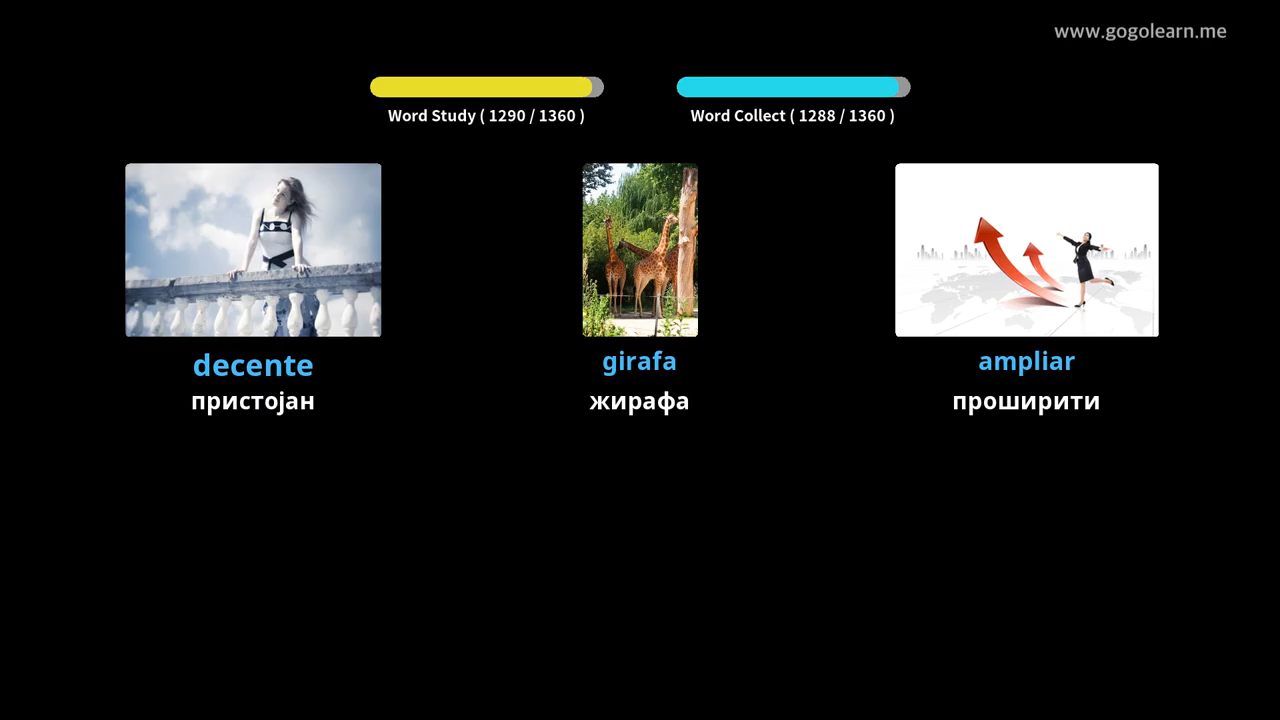 www.gogolearn.me
Word Study ( 1290 / 1360 )
Word Collect ( 1288 / 1360 )
decente
пристојан
girafa
жирафа
ampliar
проширити